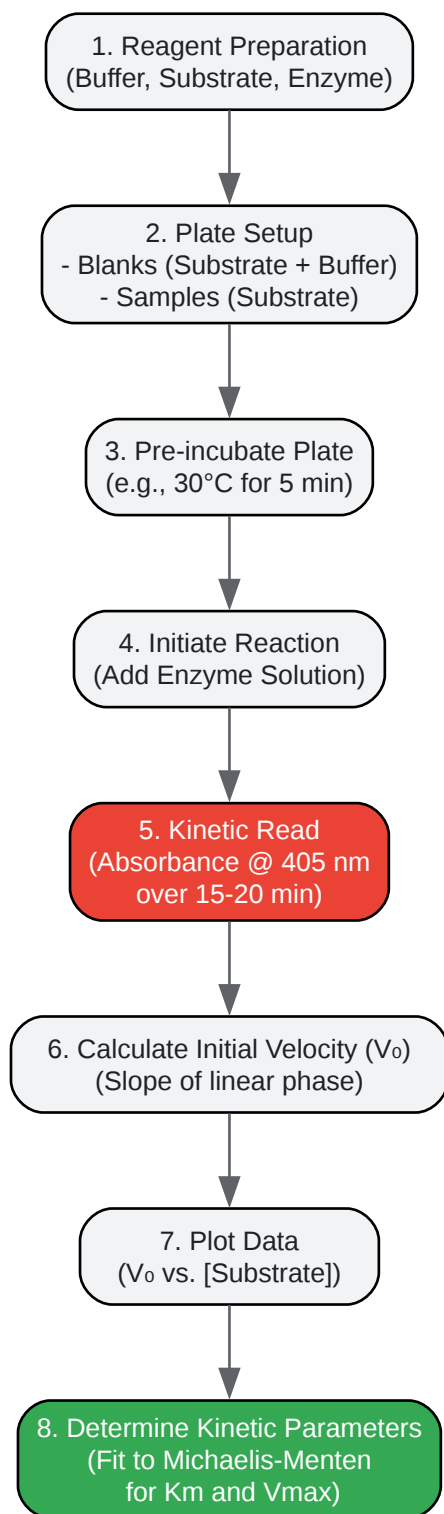 1. Reagent Preparation
(Buffer, Substrate, Enzyme)
2. Plate Setup
- Blanks (Substrate + Buffer)
- Samples (Substrate)
3. Pre-incubate Plate
(e.g., 30°C for 5 min)
4. Initiate Reaction
(Add Enzyme Solution)
5. Kinetic Read
(Absorbance @ 405 nm
over 15-20 min)
6. Calculate Initial Velocity (V₀)
(Slope of linear phase)
7. Plot Data
(V₀ vs. [Substrate])
8. Determine Kinetic Parameters
(Fit to Michaelis-Menten
for Km and Vmax)